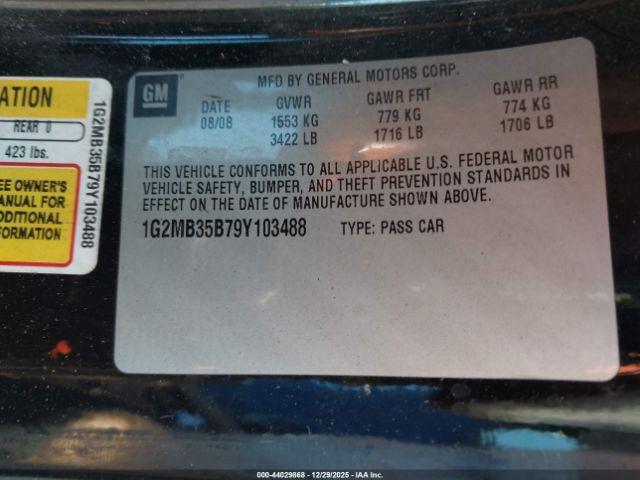 ATION
REAR 0
423 lbs.
EE OWNER'S
ANUAL FOR
DDITIONAL
FORMATION
1G2MB35B79Y103488
GM
MFD BY GENERAL MOTORS CORP.
DATE GVWR GAWR FRT GAWR RR
08/08 1553 KG 779 KG 774 KG
3422 LB 1716 LB 1706 LB
THIS VEHICLE CONFORMS TO ALL APPLICABLE U.S. FEDERAL MOTOR
VEHICLE SAFETY, BUMPER, AND THEFT PREVENTION STANDARDS IN
EFFECT ON THE DATE OF MANUFACTURE SHOWN ABOVE.
1G2MB35B79Y103488 TYPE: PASS CAR
000-44029868 - 12/29/2025 - IAA Inc.